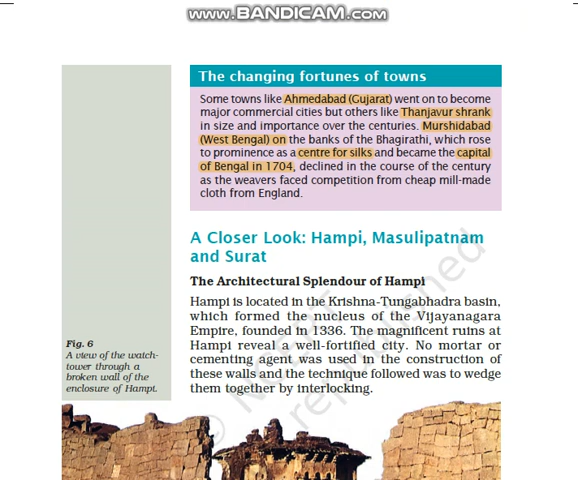 www.BANDICAM.com
The changing fortunes of towns
Some towns like Ahmedabad (Gujarat) went on to become
major commercial cities but others like Thanjavur shrank
in size and importance over the centuries. Murshidabad
(West Bengal) on the banks of the Bhagirathi, which rose
to prominence as a centre for silks and became the capital
of Bengal in 1704, declined in the course of the century
as the weavers faced competition from cheap mill-made
cloth from England.
A Closer Look: Hampi, Masulipatnam
and Surat
The Architectural Splendour of Hampi
Hampi is located in the Krishna-Tungabhadra basin,
which formed the nucleus of the Vijayanagara
Empire, founded in 1336. The magnificent ruins at
Hampi reveal a well-fortified city. No mortar or
cementing agent was used in the construction of
these walls and the technique followed was to wedge
them together by interlocking.
Fig. 6
A view of the watch-
tower through a
broken wall of the
enclosure of Hampi.
© NCERT
republished